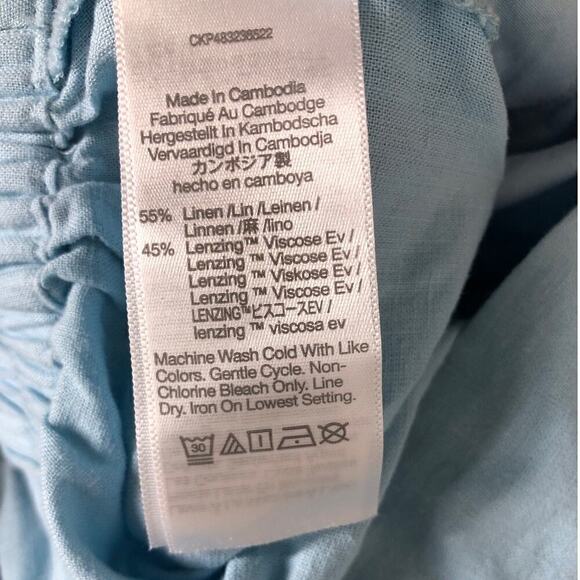 CKP483236522
Made In Cambodia
Fabriqué Au Cambodge
Hergestellt In Kambodscha
Vervaardigd In Cambodja
カンボジア製
hecho en camboya
55% Linen /Lin /Leinen /
Linnen /麻 /lino
45% Lenzing™ Viscose Ev /
Lenzing ™ Viscose Ev /
Lenzing ™ Viskose Ev /
Lenzing ™ Viscose Ev /
LENZING™ビスコースEV /
lenzing ™ viscosa ev
Machine Wash Cold With Like
Colors. Gentle Cycle. Non-
Chlorine Bleach Only. Line
Dry. Iron On Lowest Setting.
30